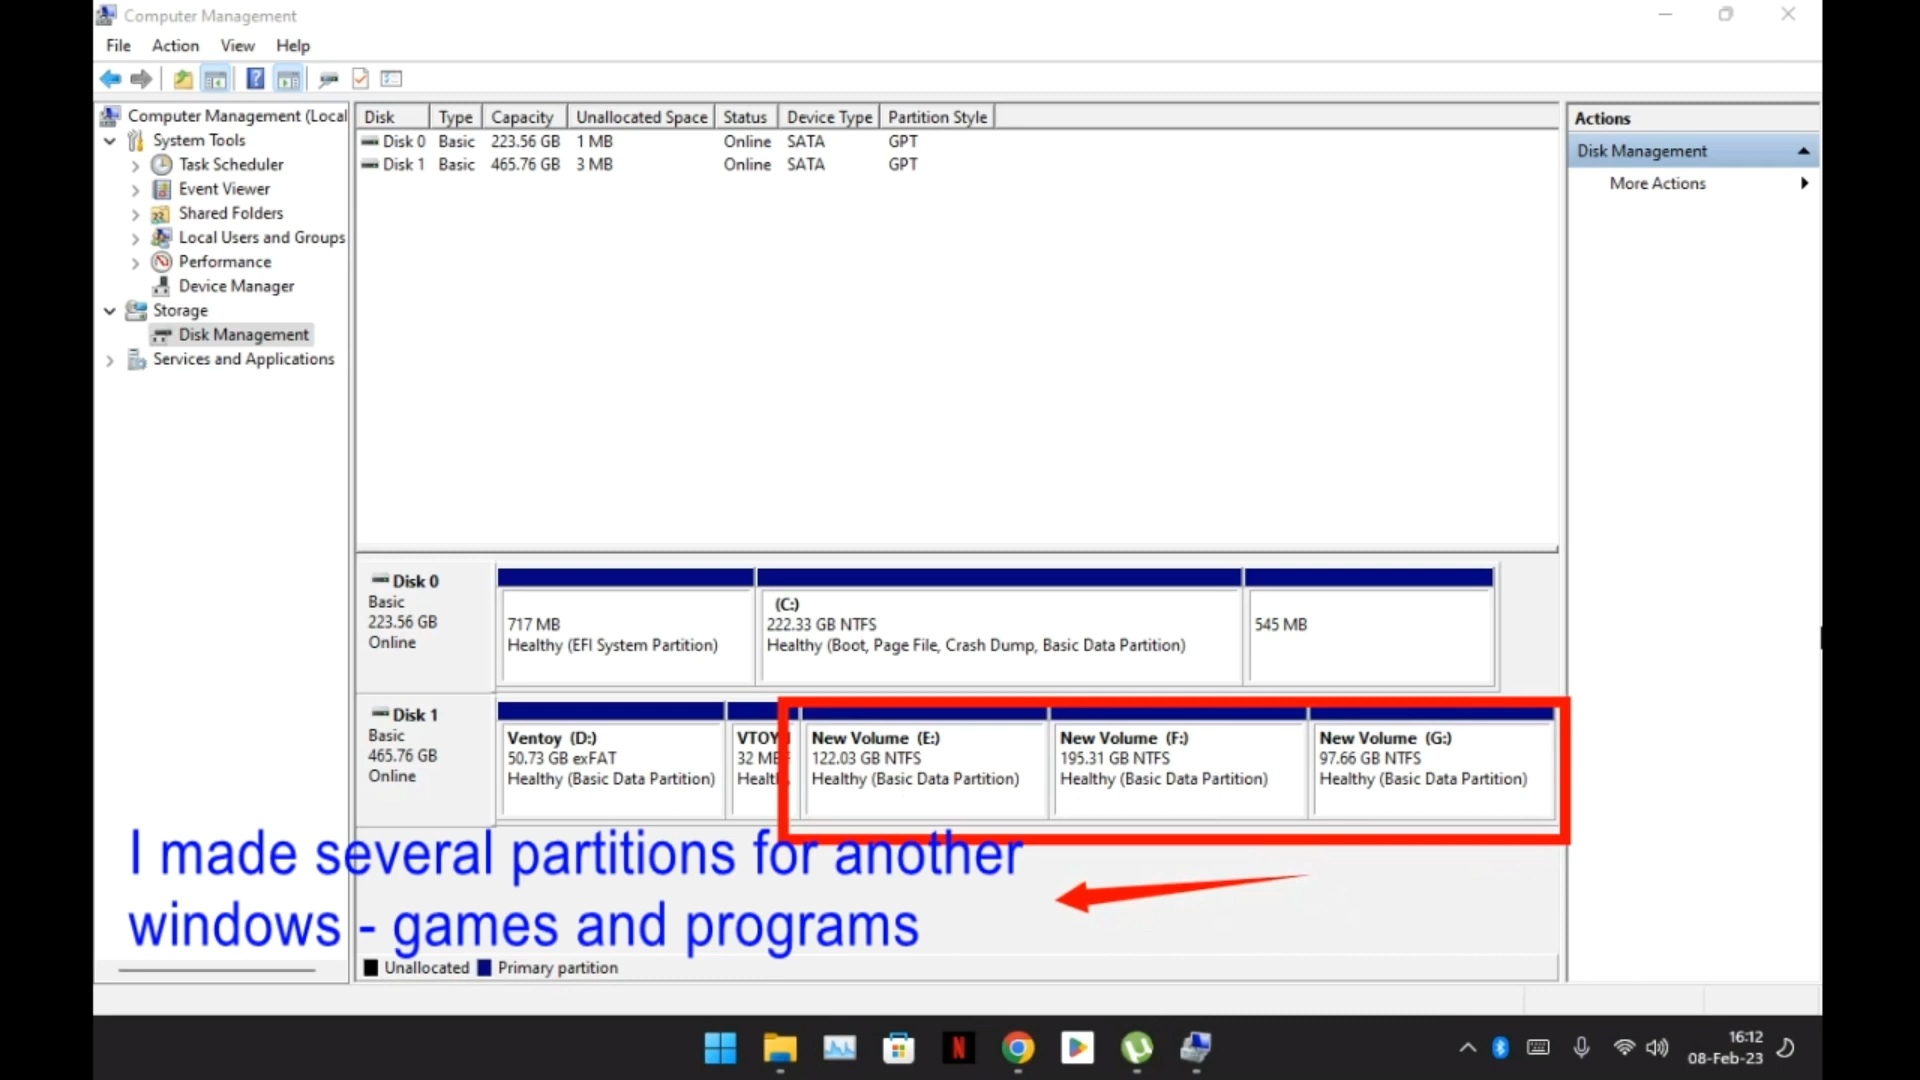 Computer Management
File Action View Help
Computer Management (Local
System Tools
Task Scheduler
Event Viewer
Shared Folders
Local Users and Groups
Performance
Device Manager
Storage
Disk Management
Services and Applications
Disk Type Capacity Unallocated Space Status Device Type Partition Style
Disk 0 Basic 223.56 GB 1 MB Online SATA GPT
Disk 1 Basic 465.76 GB 3 MB Online SATA GPT
Actions
Disk Management
More Actions
Disk 0
Basic
223.56 GB
Online
717 MB
Healthy (EFI System Partition)
(C:)
222.33 GB NTFS
Healthy (Boot, Page File, Crash Dump, Basic Data Partition)
545 MB
Disk 1
Basic
465.76 GB
Online
Ventoy (D:)
50.73 GB exFAT
Healthy (Basic Data Partition)
VTOY
32 MB
Healt
New Volume (E:)
122.03 GB NTFS
Healthy (Basic Data Partition)
New Volume (F:)
195.31 GB NTFS
Healthy (Basic Data Partition)
New Volume (G:)
97.66 GB NTFS
Healthy (Basic Data Partition)
I made several partitions for another
windows - games and programs
Unallocated Primary partition
N
16:12
08-Feb-23